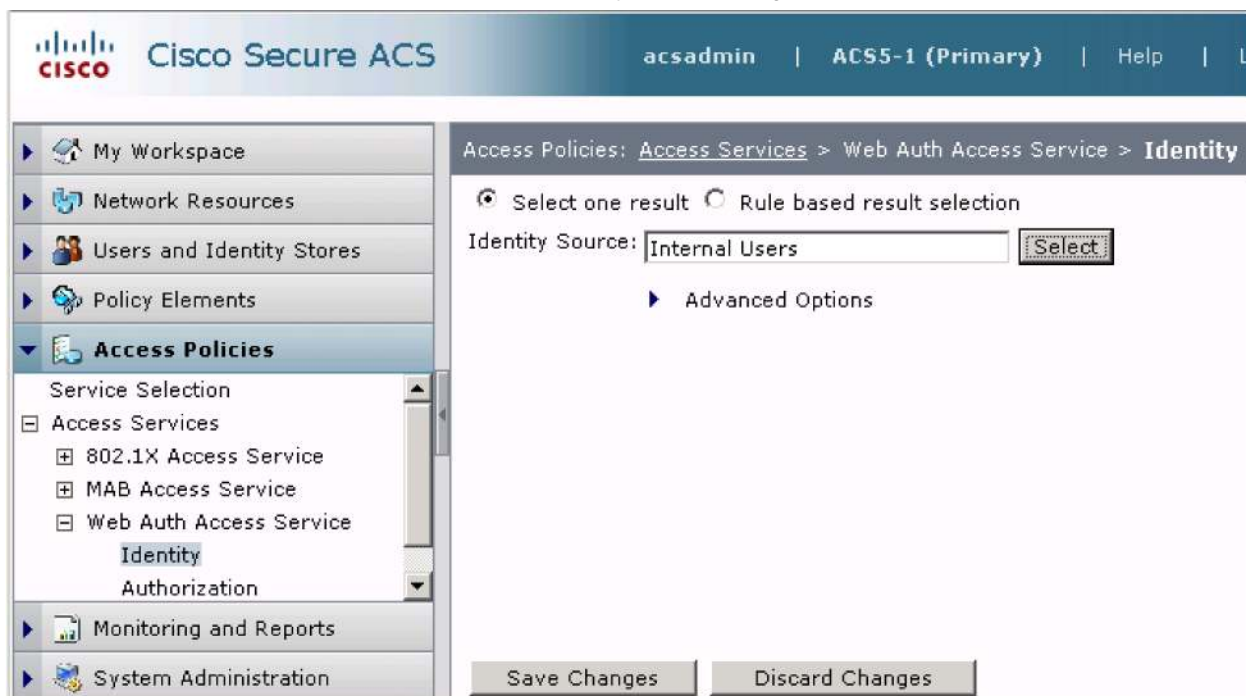 CISCO
Cisco Secure ACS
acsadmin | ACS5-1 (Primary) | Help |
My Workspace
Network Resources
Users and Identity Stores
Policy Elements
Access Policies
Service Selection
Access Services
802.1X Access Service
MAB Access Service
Web Auth Access Service
Identity
Authorization
Monitoring and Reports
System Administration
Access Policies: Access Services > Web Auth Access Service > Identity
Select one result Rule based result selection
Identity Source: Internal Users Select
Advanced Options
Save Changes Discard Changes